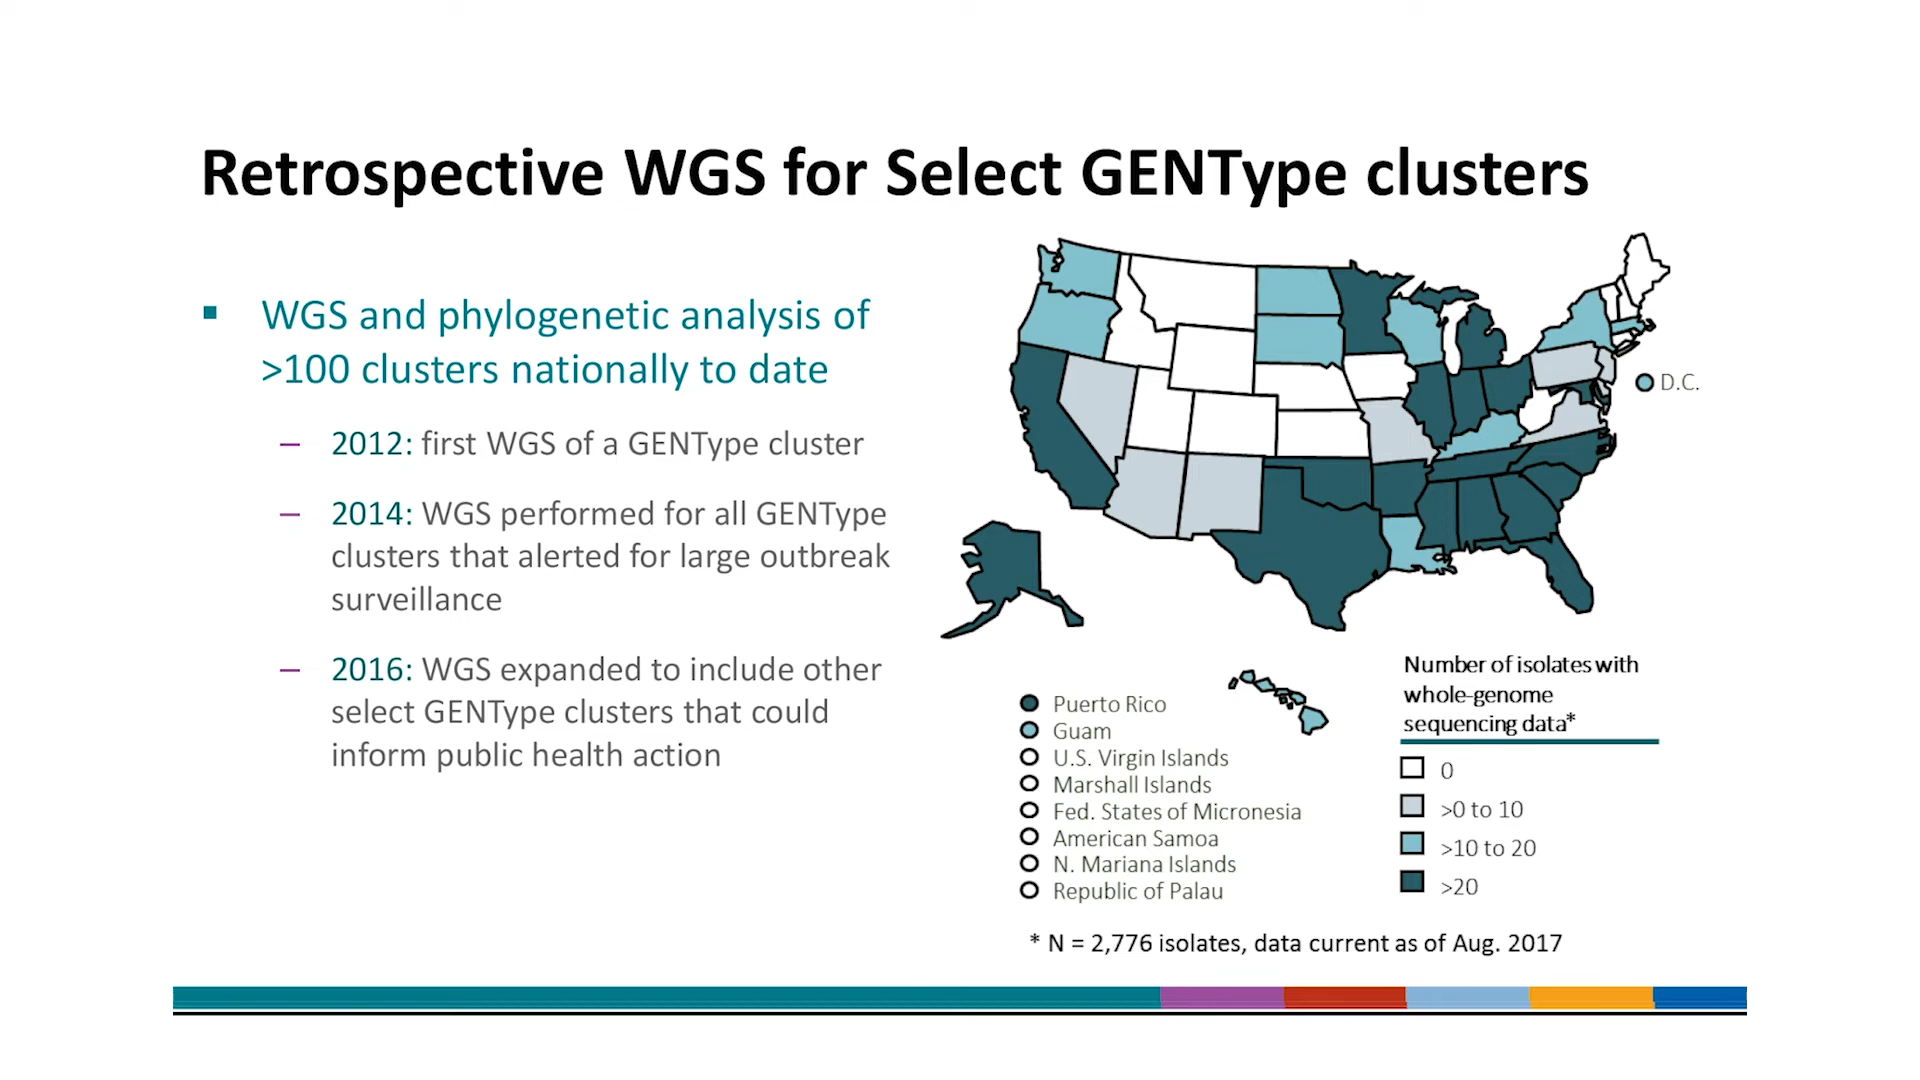 Retrospective WGS for Select GENType clusters
WGS and phylogenetic analysis of
>100 clusters nationally to date
– 2012: first WGS of a GENType cluster
– 2014: WGS performed for all GENType
clusters that alerted for large outbreak
surveillance
– 2016: WGS expanded to include other
select GENType clusters that could
inform public health action
D.C.
Puerto Rico
Guam
U.S. Virgin Islands
Marshall Islands
Fed. States of Micronesia
American Samoa
N. Mariana Islands
Republic of Palau
Number of isolates with
whole-genome
sequencing data*
0
>0 to 10
>10 to 20
>20
* N = 2,776 isolates, data current as of Aug. 2017